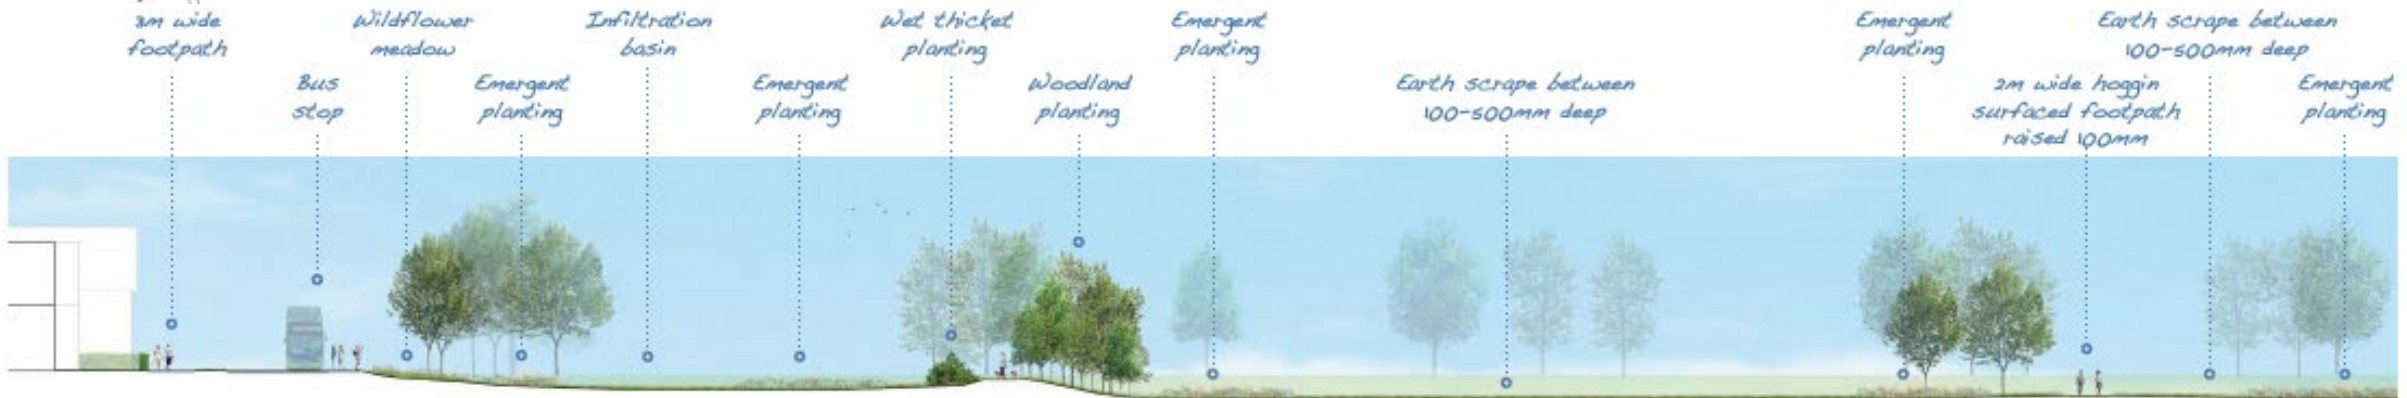 3m wide
footpath
Bus
stop
Wildflower
meadow
Emergent
planting
Infiltration
basin
Emergent
planting
Wet thicket
planting
Woodland
planting
Emergent
planting
Earth scrape between
100-500mm deep
Emergent
planting
2m wide hoggin
surfaced footpath
raised 100mm
Earth scrape between
100-500mm deep
Emergent
planting